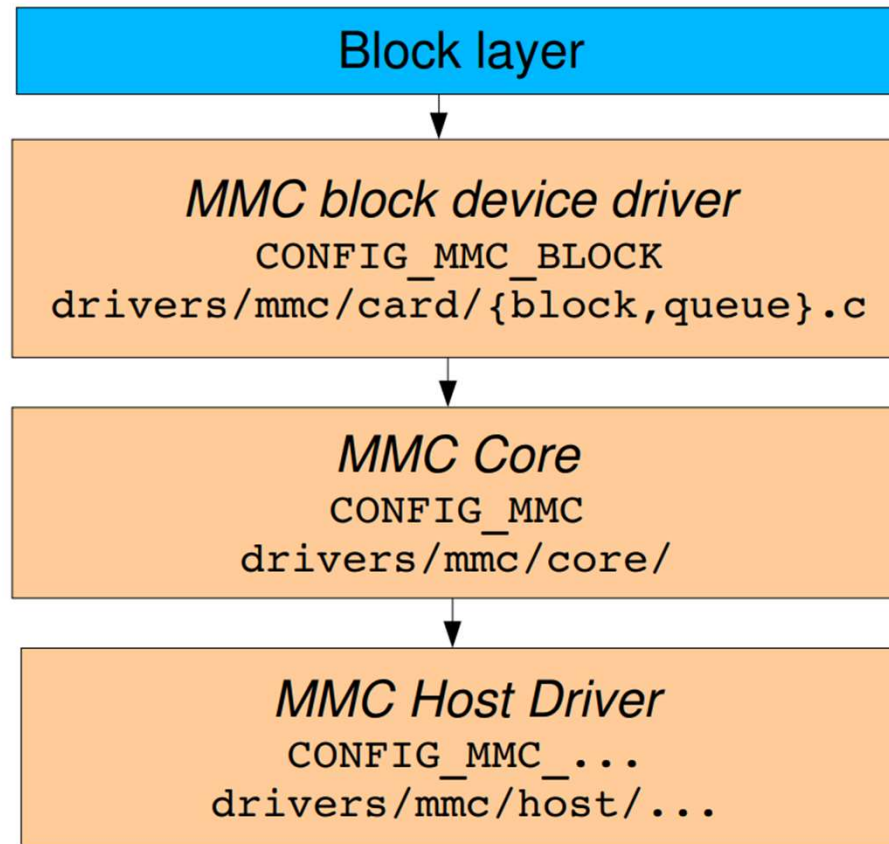 Block layer
MMC block device driver
CONFIG_MMC_BLOCK
drivers/mmc/card/{block,queue}.c
MMC Core
CONFIG_MMC
drivers/mmc/core/
MMC Host Driver
CONFIG_MMC_...
drivers/mmc/host/...